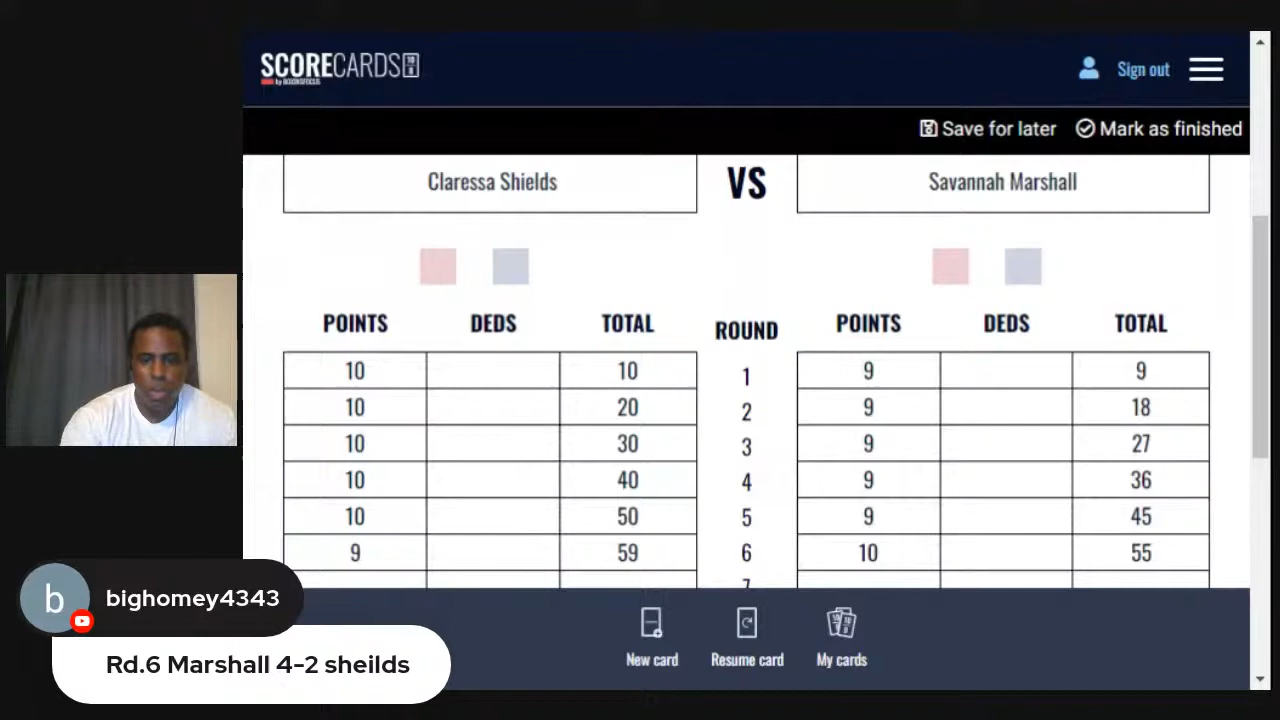 SCORECARDS
by BOXINGFOCUS
Sign out
Save for later
Mark as finished
Claressa Shields VS Savannah Marshall
POINTS DEDS TOTAL ROUND POINTS DEDS TOTAL
10 10 1 9 9
10 20 2 9 18
10 30 3 9 27
10 40 4 9 36
10 50 5 9 45
9 59 6 10 55
7
b bighomey4343
Rd.6 Marshall 4-2 sheilds
New card Resume card My cards